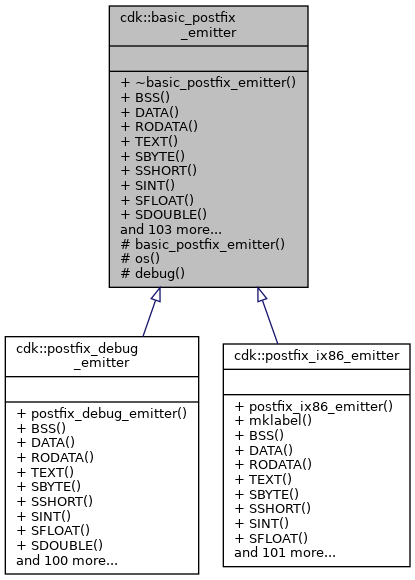 cdk::basic_postfix
_emitter
+ ~basic_postfix_emitter()
+ BSS()
+ DATA()
+ RODATA()
+ TEXT()
+ SBYTE()
+ SSHORT()
+ SINT()
+ SFLOAT()
+ SDOUBLE()
and 103 more...
# basic_postfix_emitter()
# os()
# debug()
cdk::postfix_debug
_emitter
+ postfix_debug_emitter()
+ BSS()
+ DATA()
+ RODATA()
+ TEXT()
+ SBYTE()
+ SSHORT()
+ SINT()
+ SFLOAT()
+ SDOUBLE()
and 100 more...
cdk::postfix_ix86_emitter
+ postfix_ix86_emitter()
+ mklabel()
+ BSS()
+ DATA()
+ RODATA()
+ TEXT()
+ SBYTE()
+ SSHORT()
+ SINT()
+ SFLOAT()
and 101 more...